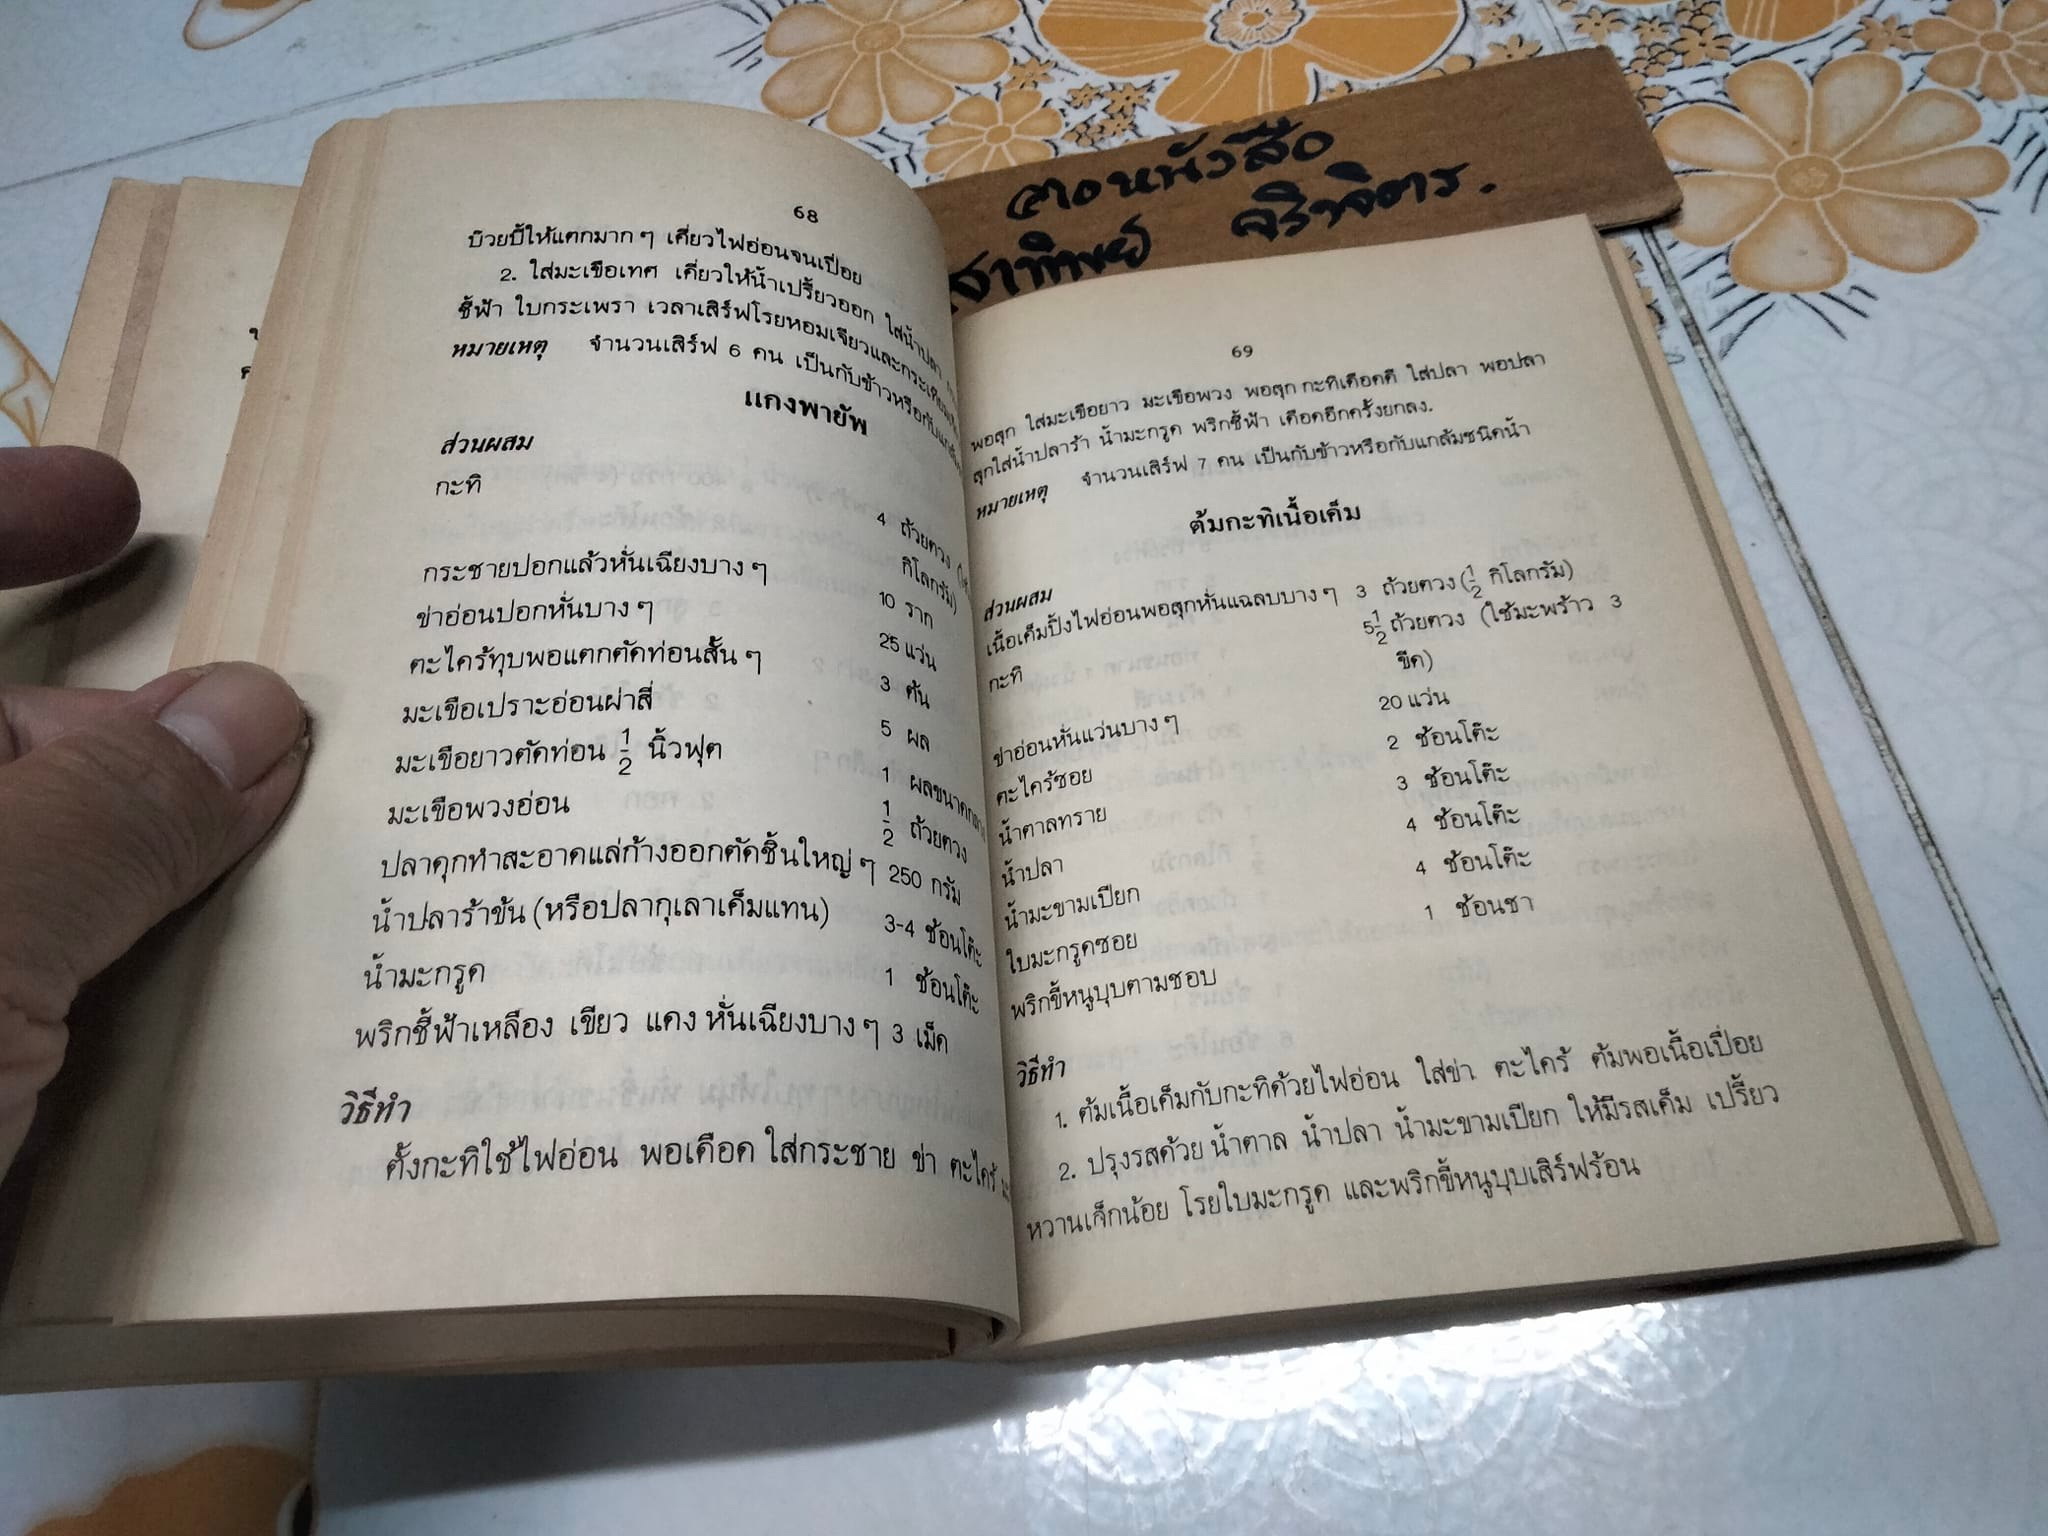 68
บ๊วยบี้ให้แตกมาก ๆ เคี่ยวไฟอ่อนจนเปื่อย
2. ใส่มะเขือเทศ เคี่ยวให้น้ำเปรี้ยวออก ใส่น้ำปลา
ชี้ฟ้า ใบกระเพรา เวลาเสิร์ฟโรยหอมเจียวและกระเทียม
หมายเหตุ จำนวนเสิร์ฟ 6 คน เป็นกับข้าวหรือกับแกล้ม
แกงพายัพ
ส่วนผสม
กะทิ 4 ถ้วยตวง
กิโลกรัม)
กระชายปอกแล้วหั่นเฉียงบาง ๆ 10 ราก
ข่าอ่อนปอกหั่นบาง ๆ 25 แว่น
ตะไคร้ทุบพอแตกตัดท่อนสั้น ๆ 3 ต้น
มะเขือเปราะอ่อนผ่าสี่ 5 ผล
มะเขือยาวตัดท่อน 1/2 นิ้วฟุต 1 ผลขนาดกลาง
มะเขือพวงอ่อน 1/2 ถ้วยตวง
ปลาดุกทำสะอาดแล่ก้างออกตัดชิ้นใหญ่ ๆ 250 กรัม
น้ำปลาร้าข้น (หรือปลากุเลาเค็มแทน) 3-4 ช้อนโต๊ะ
น้ำมะกรูด 1 ช้อนโต๊ะ
พริกชี้ฟ้าเหลือง เขียว แดง หั่นเฉียงบาง ๆ 3 เม็ด
วิธีทำ
ตั้งกะทิใช้ไฟอ่อน พอเดือด ใส่กระชาย ข่า ตะไคร้
ตอหนังสือ
สาทิพย์ จริาจิตร.
69
พอสุก ใส่มะเขือยาว มะเขือพวง พอสุก กะทิเดือดดี ใส่ปลา พอปลา
สุกใส่น้ำปลาร้า น้ำมะกรูด พริกชี้ฟ้า เดือดอีกครั้งยกลง.
หมายเหตุ จำนวนเสิร์ฟ 7 คน เป็นกับข้าวหรือกับแกล้มชนิดน้ำ
ต้มกะทิเนื้อเค็ม
ส่วนผสม
เนื้อเค็มปิ้งไฟอ่อนพอสุกหั่นแฉลบบาง ๆ 3 ถ้วยตวง (1/2 กิโลกรัม)
กะทิ 5 1/2 ถ้วยตวง (ใช้มะพร้าว 3
ขีด)
ข่าอ่อนหั่นแว่นบาง ๆ 20 แว่น
ตะไคร้ซอย 2 ช้อนโต๊ะ
น้ำตาลทราย 3 ช้อนโต๊ะ
น้ำปลา 4 ช้อนโต๊ะ
น้ำมะขามเปียก 4 ช้อนโต๊ะ
ใบมะกรูดซอย 1 ช้อนชา
พริกขี้หนูบุบตามชอบ
วิธีทำ
1. ต้มเนื้อเค็มกับกะทิด้วยไฟอ่อน ใส่ข่า ตะไคร้ ต้มพอเนื้อเปื่อย
2. ปรุงรสด้วย น้ำตาล น้ำปลา น้ำมะขามเปียก ให้มีรสเค็ม เปรี้ยว
หวานเล็กน้อย โรยใบมะกรูด และพริกขี้หนูบุบเสิร์ฟร้อน